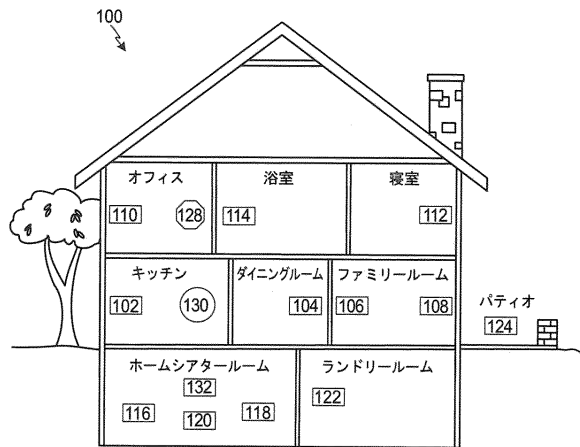 100
オフィス 浴室 寝室
110 128 114 112
キッチン ダイニングルーム ファミリールーム
102 130 104 106 108 パティオ
124
ホームシアタールーム ランドリールーム
132
122
116 120 118